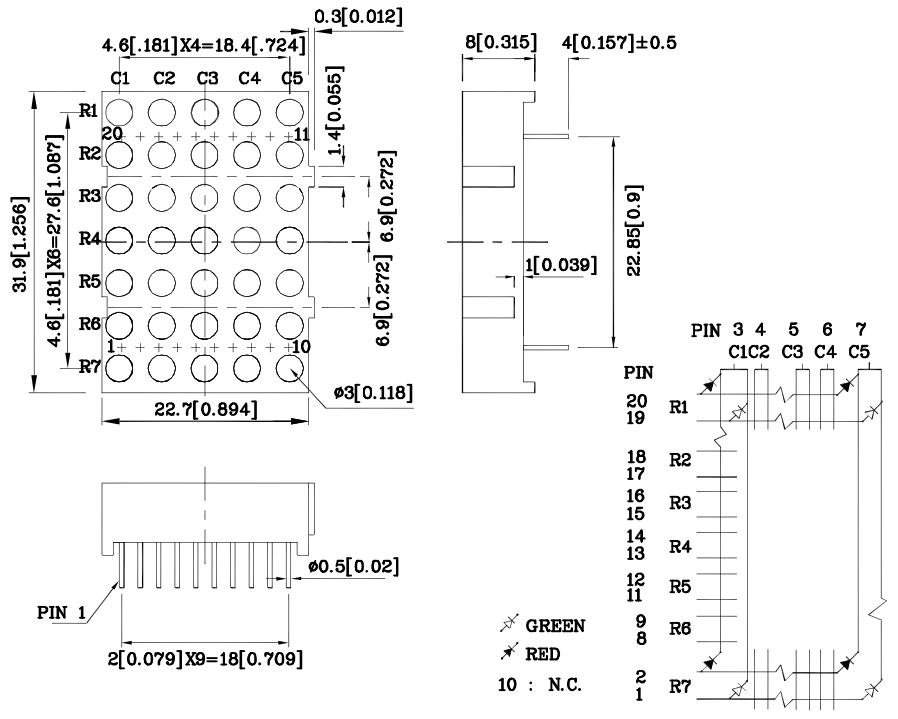 0.3[0.012]
4.6[.181]X4=18.4[.724]
C1 C2 C3 C4 C5
R1
20 11
R2
R3
R4
R5
R6
1 10
R7
31.9[1.256]
4.6[.181]X6=27.6[1.087]
1.4[0.055]
6.9[0.272]
6.9[0.272]
ø3[0.118]
22.7[0.894]
8[0.315] 4[0.157]±0.5
22.85[0.9]
1[0.039]
ø0.5[0.02]
PIN 1
2[0.079]X9=18[0.709]
GREEN
RED
10 : N.C.
PIN 3 4 5 6 7
C1 C2 C3 C4 C5
PIN
20
19 R1
18
17 R2
16
15 R3
14
13 R4
12
11 R5
9
8 R6
2
1 R7